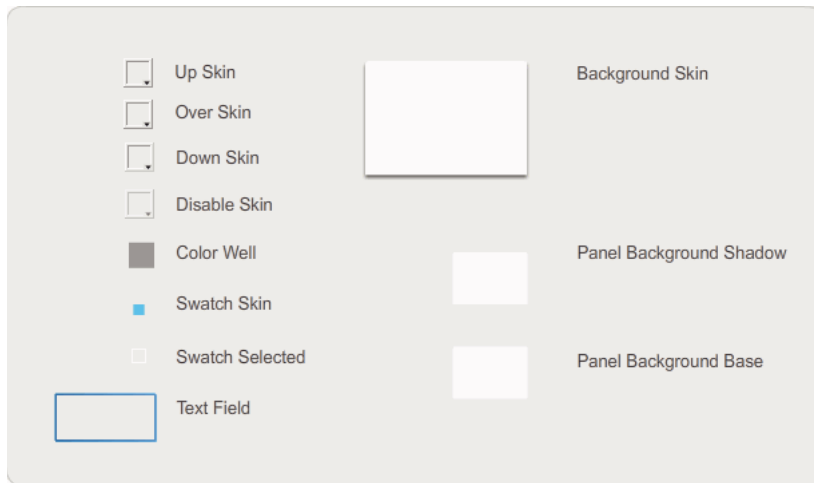 Up Skin
Over Skin
Down Skin
Disable Skin
Color Well
Swatch Skin
Swatch Selected
Text Field
Background Skin
Panel Background Shadow
Panel Background Base